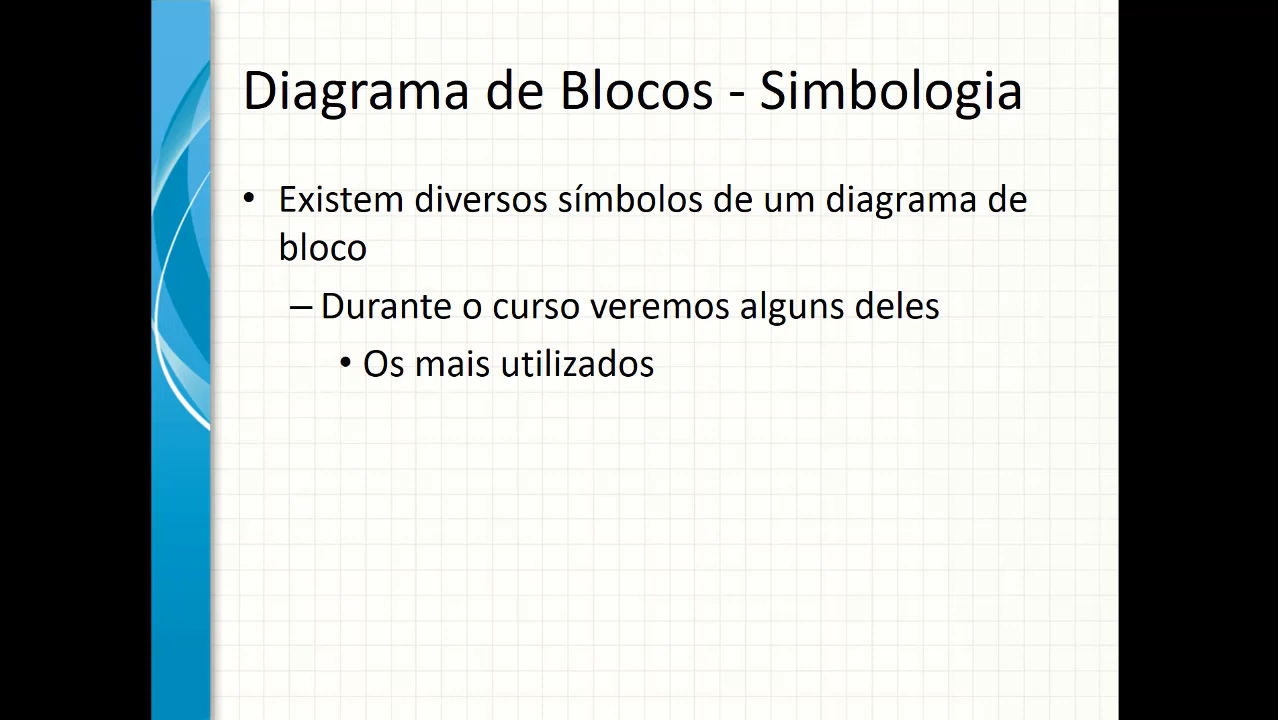 Diagrama de Blocos - Simbologia
• Existem diversos símbolos de um diagrama de
bloco
– Durante o curso veremos alguns deles
• Os mais utilizados